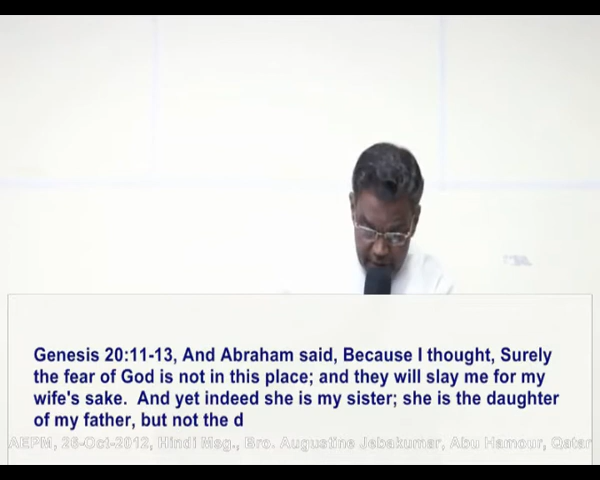 Genesis 20:11-13, And Abraham said, Because I thought, Surely
the fear of God is not in this place; and they will slay me for my
wife's sake.  And yet indeed she is my sister; she is the daughter
of my father, but not the d
AEPM, 26-Oct-2012, Hindi Msg., Bro. Augustine Jebakumar, Abu Hamour, Qatar